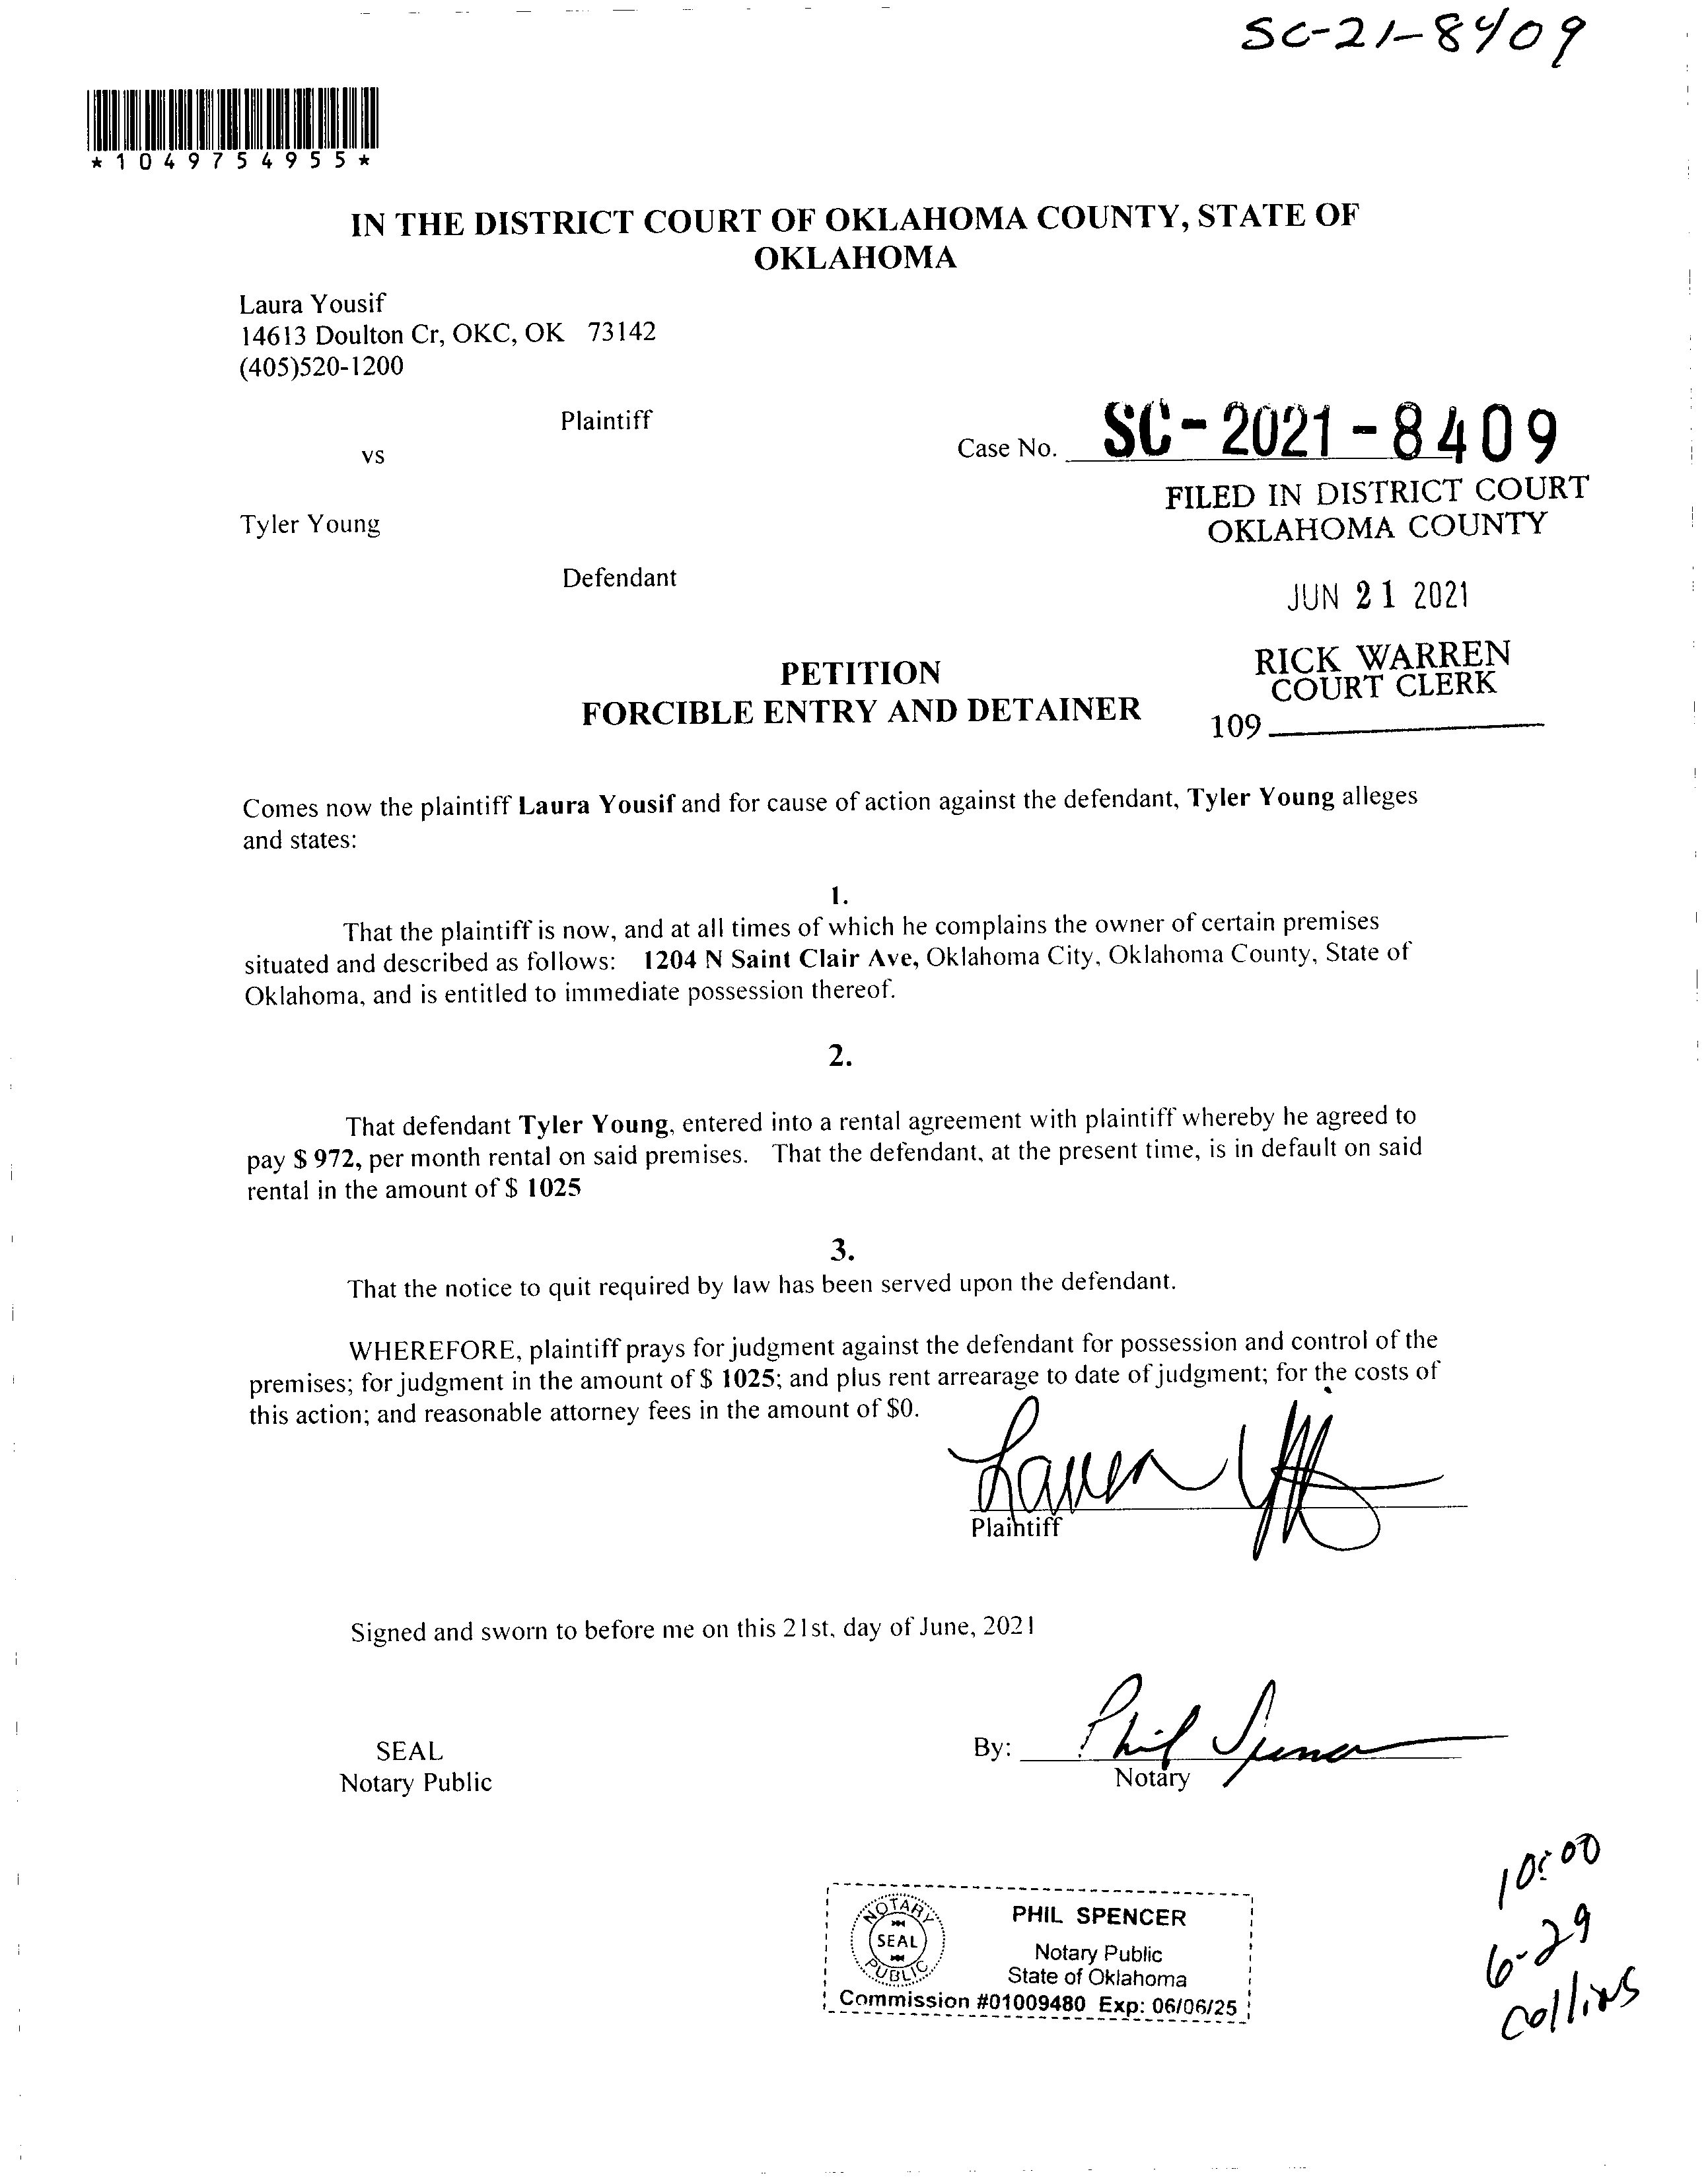 SC-21-8409
*1049754955*
IN THE DISTRICT COURT OF OKLAHOMA COUNTY, STATE OF
OKLAHOMA
Laura Yousif
14613 Doulton Cr, OKC, OK 73142
(405)520-1200
Plaintiff
vs
Case No. SC-2021-8409
FILED IN DISTRICT COURT
OKLAHOMA COUNTY
Tyler Young
Defendant
JUN 21 2021
RICK WARREN
COURT CLERK
109
PETITION
FORCIBLE ENTRY AND DETAINER
Comes now the plaintiff Laura Yousif and for cause of action against the defendant, Tyler Young alleges
and states:
1.
That the plaintiff is now, and at all times of which he complains the owner of certain premises
situated and described as follows: 1204 N Saint Clair Ave, Oklahoma City, Oklahoma County, State of
Oklahoma, and is entitled to immediate possession thereof.
2.
That defendant Tyler Young, entered into a rental agreement with plaintiff whereby he agreed to
pay $ 972, per month rental on said premises. That the defendant, at the present time, is in default on said
rental in the amount of $ 1025
3.
That the notice to quit required by law has been served upon the defendant.
WHEREFORE, plaintiff prays for judgment against the defendant for possession and control of the
premises; for judgment in the amount of $ 1025; and plus rent arrearage to date of judgment; for the costs of
this action; and reasonable attorney fees in the amount of $0.
Plaintiff
Signed and sworn to before me on this 21st, day of June, 2021
By: Phil Spencer
SEAL
Notary Public
Notary
10:00
6-29
Collins
NOTARY
SEAL
PUBLIC
PHIL SPENCER
Notary Public
State of Oklahoma
Commission #01009480 Exp: 06/06/25